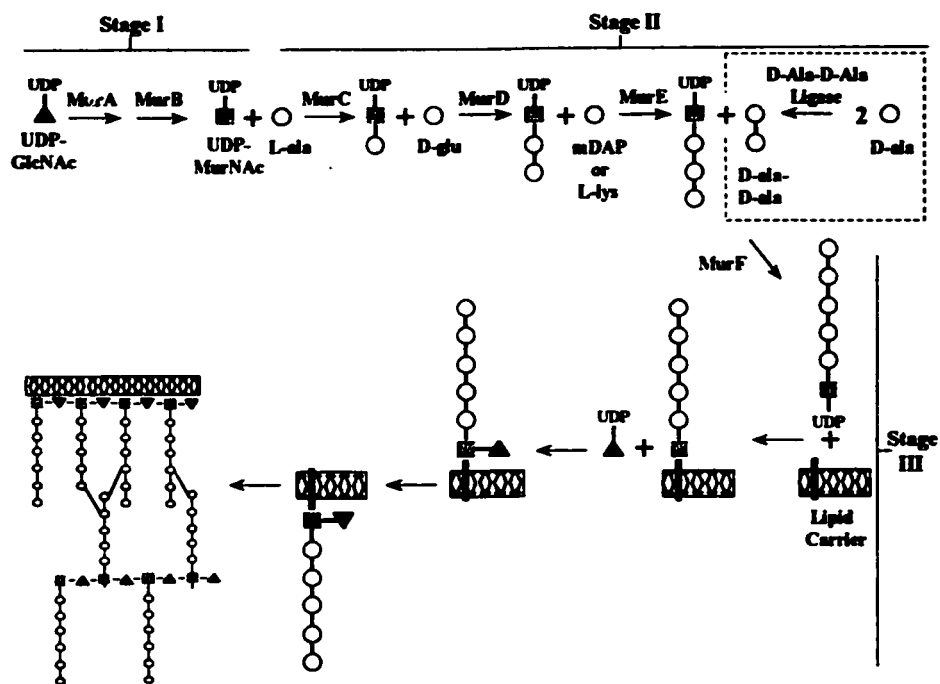 Stage I
Stage II
UDP
MurA
MurB
UDP-
GlcNAc
UDP
+
UDP-
MurNAc
L-ala
MurC
UDP
+
D-glu
MurD
UDP
+
mDAP
or
L-lys
MurE
UDP
+
D-Ala-D-Ala
Ligase
2
D-ala-
D-ala
D-ala
MurF
UDP
+
Lipid
Carrier
Stage
III
UDP
+